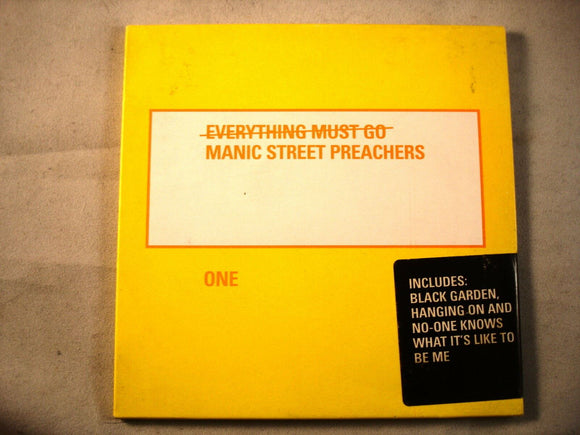 EVERYTHING MUST GO
MANIC STREET PREACHERS
ONE
INCLUDES:
BLACK GARDEN,
HANGING ON AND
NO-ONE KNOWS
WHAT IT'S LIKE TO
BE ME